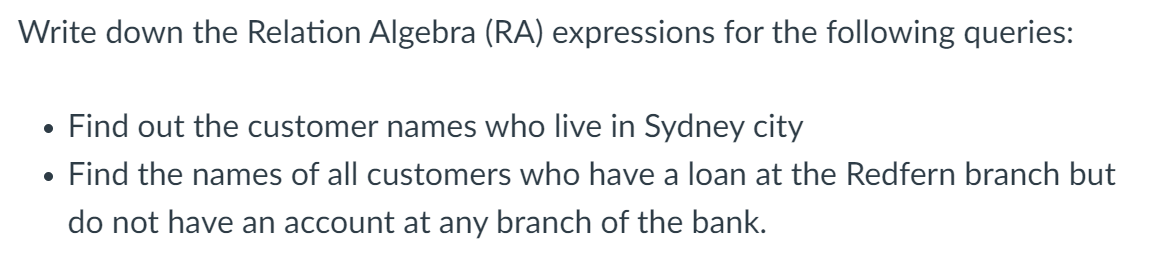 Write down the Relation Algebra (RA) expressions for the following queries:
• Find out the customer names who live in Sydney city
• Find the names of all customers who have a loan at the Redfern branch but
do not have an account at any branch of the bank.